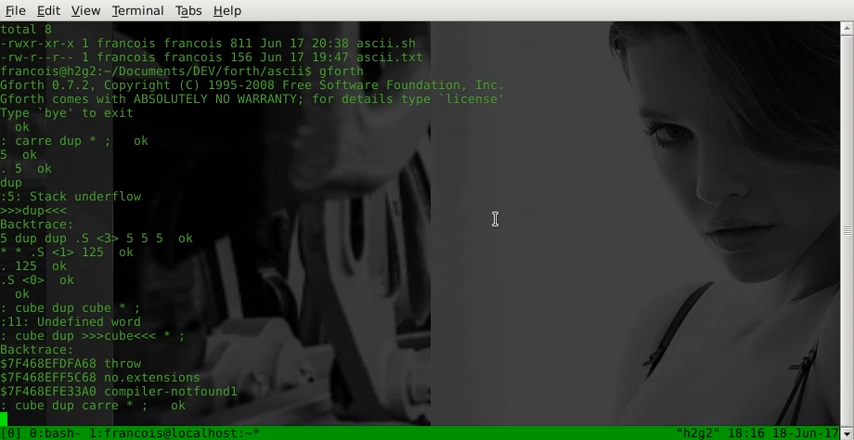 File Edit View Terminal Tabs Help
total 8
-rwxr-xr-x 1 francois francois 811 Jun 17 20:38 ascii.sh
-rw-r--r-- 1 francois francois 156 Jun 17 19:47 ascii.txt
francois@h2g2:~/Documents/DEV/forth/ascii$ gforth
Gforth 0.7.2, Copyright (C) 1995-2008 Free Software Foundation, Inc.
Gforth comes with ABSOLUTELY NO WARRANTY; for details type `license'
Type `bye' to exit
  ok
: carre dup * ;   ok
5  ok
. 5  ok
dup
:5: Stack underflow
>>>dup<<<
Backtrace:
5 dup dup .S <3> 5 5 5  ok
* * .S <1> 125  ok
. 125  ok
.S <0>  ok
  ok
: cube dup cube * ;
:11: Undefined word
: cube dup >>>cube<<< * ;
Backtrace:
$7F468EFDFA68 throw
$7F468EFF5C68 no.extensions
$7F468EFE33A0 compiler-notfound1
: cube dup carre * ;   ok
[0] 0:bash- 1:francois@localhost:~* "h2g2" 18:16 18-Jun-17